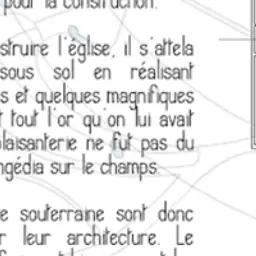 pour la construction.
struire l'église, il s'attela
sous sol en réalisant
s et quelques magnifiques
t tout l'or qu'on lui avait
plaisanterie ne fut pas du
ngédia sur le champs.
e souterraine sont donc
r leur architecture. Le